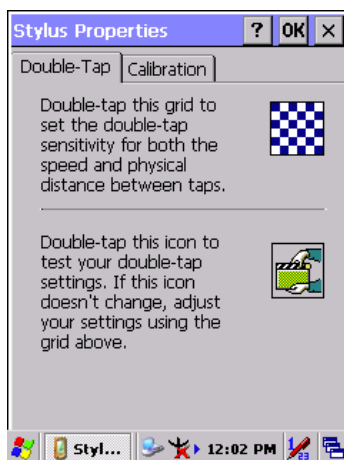 Stylus Properties ? OK ×
Double-Tap Calibration
Double-tap this grid to
set the double-tap
sensitivity for both the
speed and physical
distance between taps.
Double-tap this icon to
test your double-tap
settings. If this icon
doesn't change, adjust
your settings using the
grid above.
Styl... 12:02 PM 1/23